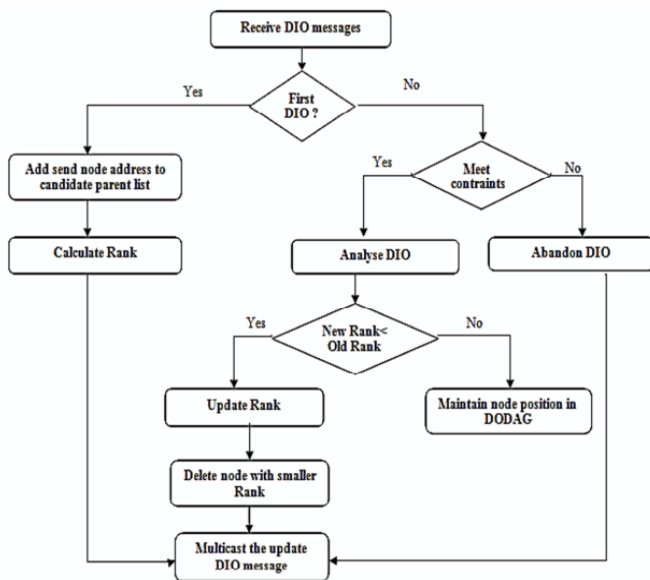 Receive DIO messages
Yes
First
DIO ?
No
Add send node address to
candidate parent list
Yes
Meet
contraints
No
Calculate Rank
Analyse DIO
Abandon DIO
Yes
New Rank<
Old Rank
No
Update Rank
Maintain node position in
DODAG
Delete node with smaller
Rank
Multicast the update
DIO message